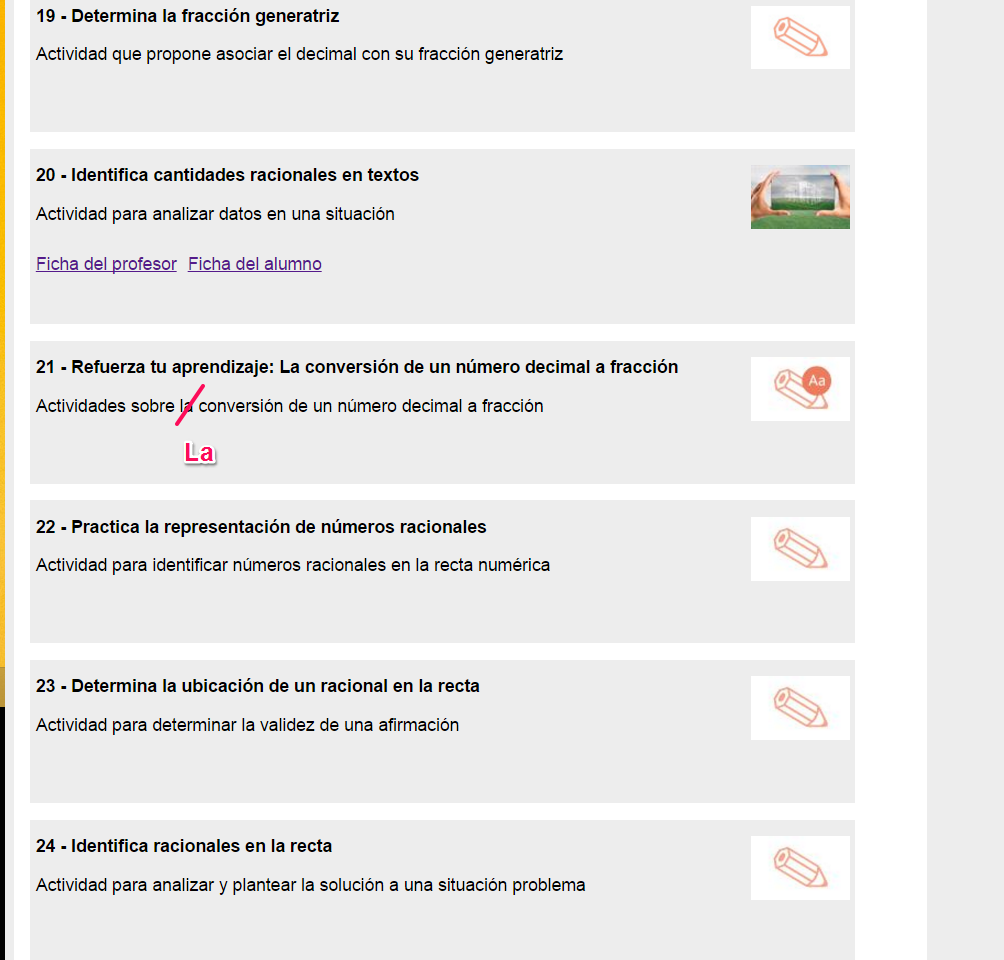 19 - Determina la fracción generatriz
Actividad que propone asociar el decimal con su fracción generatriz
20 - Identifica cantidades racionales en textos
Actividad para analizar datos en una situación
Ficha del profesor Ficha del alumno
21 - Refuerza tu aprendizaje: La conversión de un número decimal a fracción
Aa
Actividades sobre la conversión de un número decimal a fracción
La
22 - Practica la representación de números racionales
Actividad para identificar números racionales en la recta numérica
23 - Determina la ubicación de un racional en la recta
Actividad para determinar la validez de una afirmación
24 - Identifica racionales en la recta
Actividad para analizar y plantear la solución a una situación problema